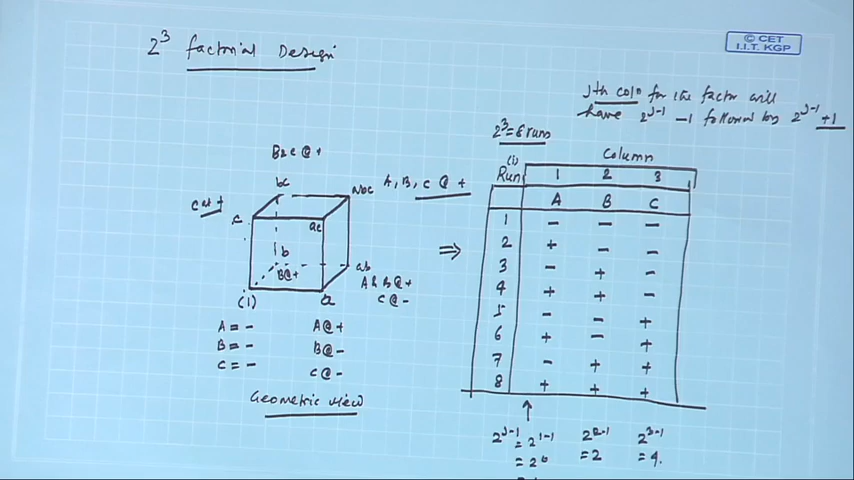 2³ factorial Design
© CET
I.I.T. KGP
jth coln for the factor will
have 2^(j-1) -1 followed by 2^(j-1) +1
2³=8 runs
B&C @ +
bc
abc
A, B, C @ +
C at +
c
ac
b
B@+
ab
A & B @ +
C @ -
(1)
a
A = -
B = -
C = -
A@ +
B@ -
C@ -
Geometric view
⇒
Column
(i)
Run 1 2 3
A B C
1 - - -
2 + - -
3 - + -
4 + + -
5 - - +
6 + - +
7 - + +
8 + + +
2^(j-1) = 2^(1-1)
= 2⁰
2^(2-1)
= 2
2^(3-1)
= 4